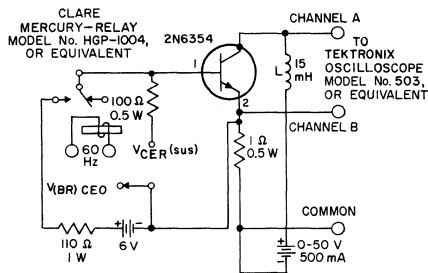 CLARE
MERCURY-RELAY
MODEL No. HGP-1004,
OR EQUIVALENT
2N6354
CHANNEL A
TO
TEKTRONIX
OSCILLOSCOPE
MODEL No. 503,
OR EQUIVALENT
1
L
15
mH
100 Ω
0.5 W
2
CHANNEL B
60
Hz
VCER (sus)
1 Ω
0.5 W
V(BR) CEO
COMMON
+ -
110 Ω
1 W
6 V
+
-
0-50 V
500 mA